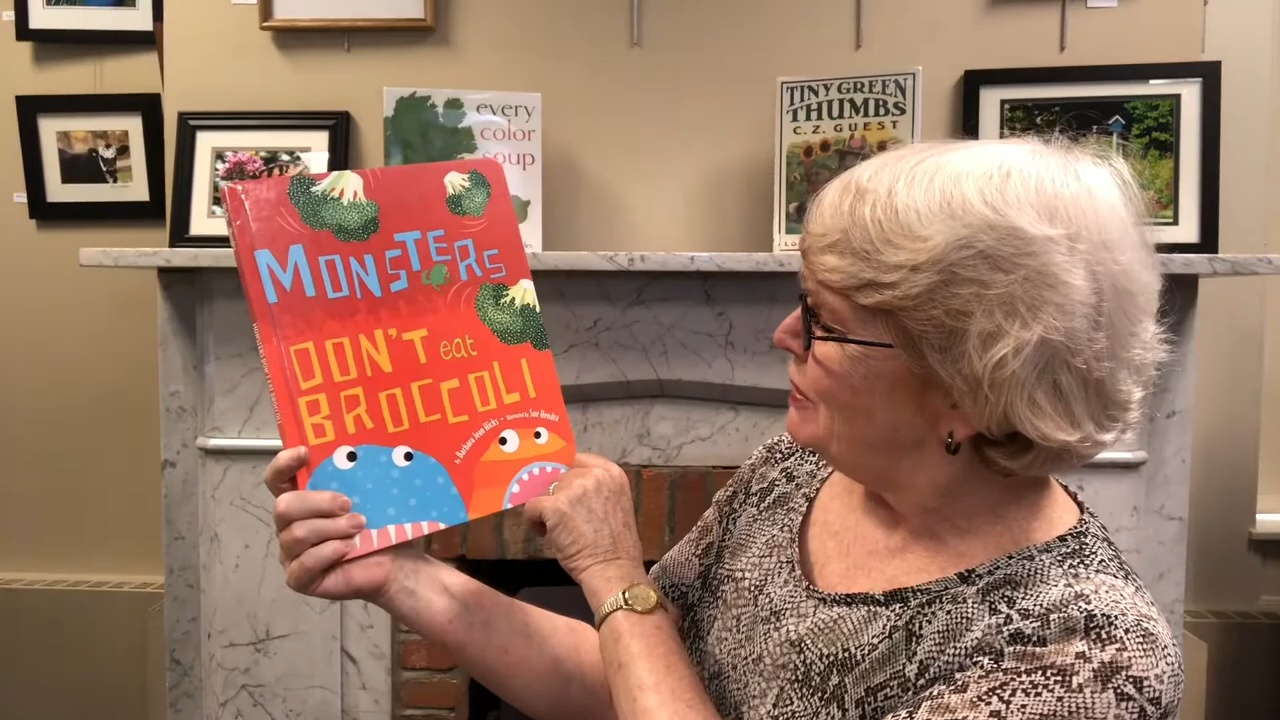 every
color
soup
TINY GREEN
THUMBS
C.Z. GUEST
MONSTERS
DON'T eat
BROCCOLI
by Barbara Jean Hicks • illustrated by Sue Hendra